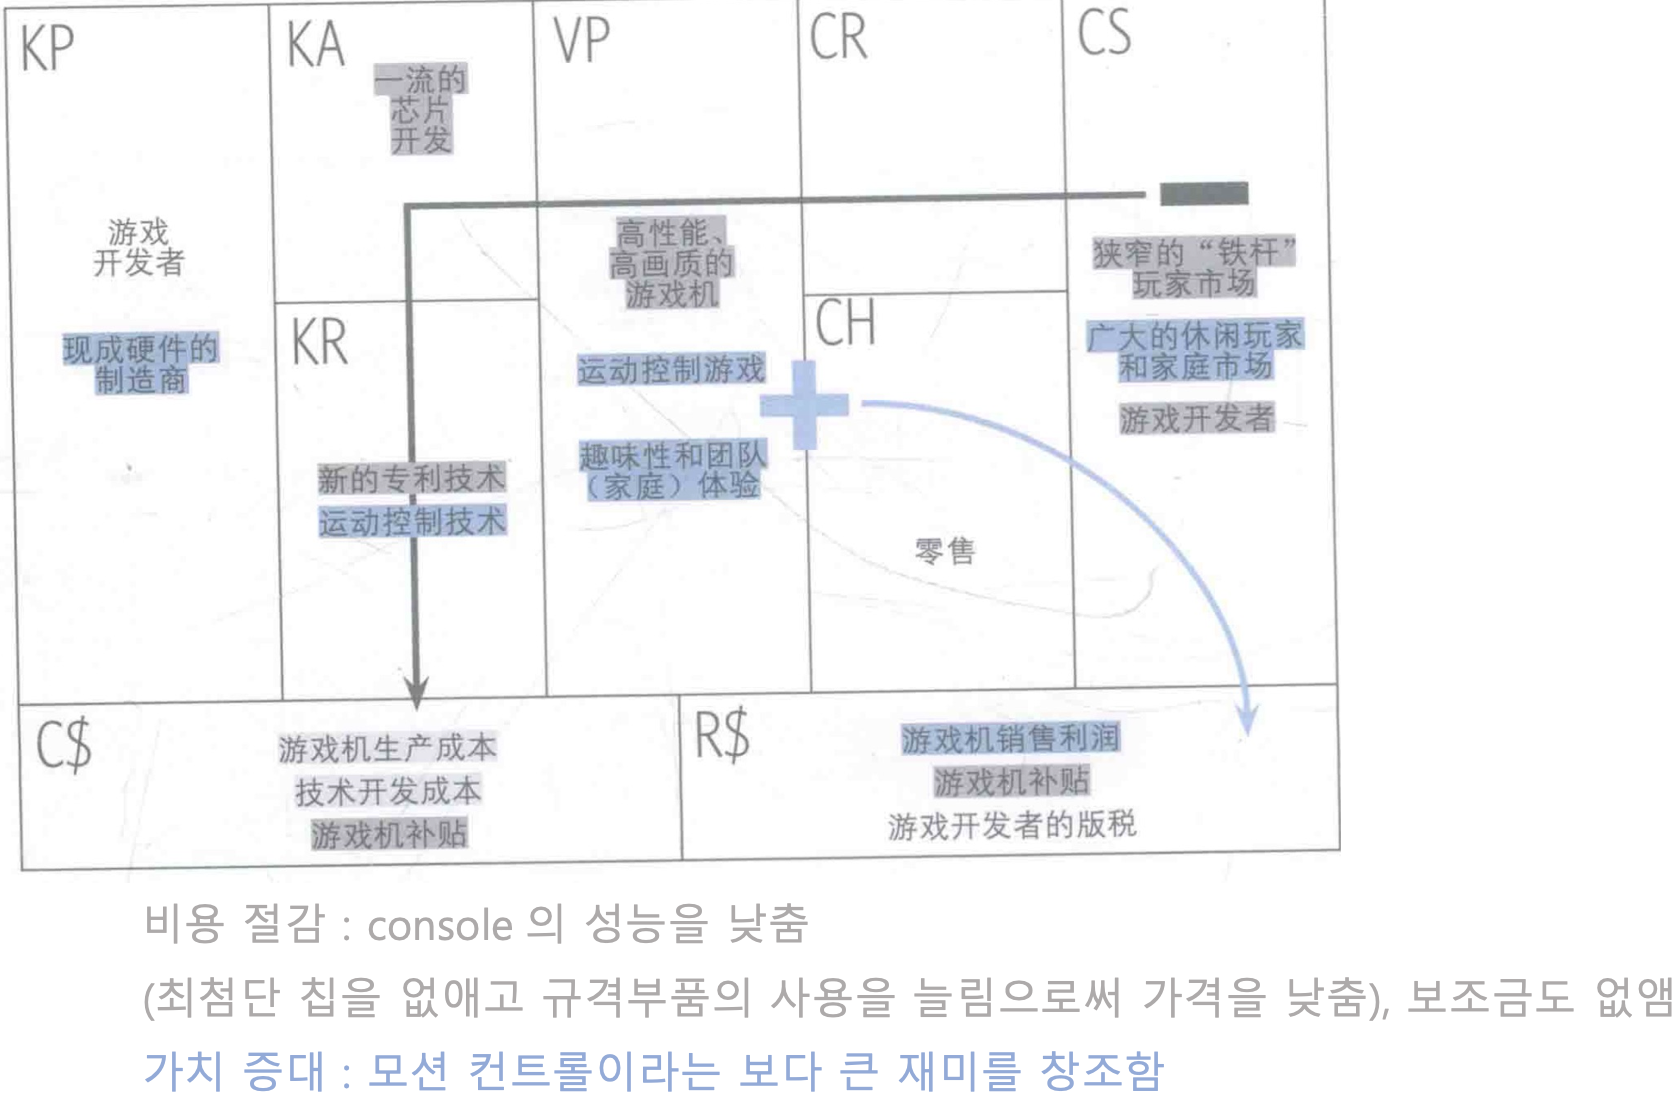 KP
游戏
开发者
现成硬件的
制造商
KA
一流的
芯片
开发
KR
新的专利技术
运动控制技术
VP
高性能、
高画质的
游戏机
运动控制游戏
趣味性和团队
（家庭）体验
CR
CH
零售
CS
狭窄的“铁杆”
玩家市场
广大的休闲玩家
和家庭市场
游戏开发者
C$
游戏机生产成本
技术开发成本
游戏机补贴
R$
游戏机销售利润
游戏机补贴
游戏开发者的版税
비용 절감 : console 의 성능을 낮춤
(최첨단 칩을 없애고 규격부품의 사용을 늘림으로써 가격을 낮춤), 보조금도 없앰
가치 증대 : 모션 컨트롤이라는 보다 큰 재미를 창조함